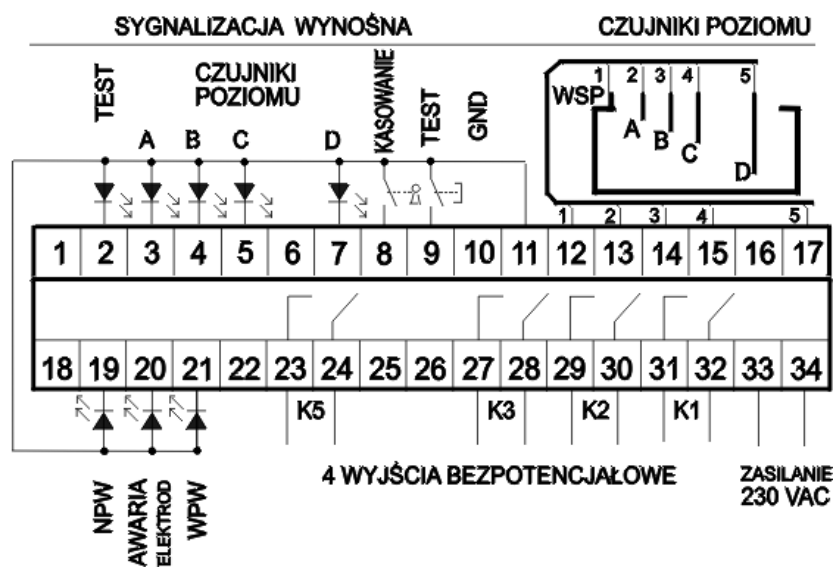 SYGNALIZACJA WYNOŚNA
CZUJNIKI POZIOMU
TEST
CZUJNIKI
POZIOMU
A B C D
KASOWANIE
TEST
GND
1 2 3 4 5
WSP
A B C D
1 2 3 4 5
1 2 3 4 5 6 7 8 9 10 11 12 13 14 15 16 17
18 19 20 21 22 23 24 25 26 27 28 29 30 31 32 33 34
K5 K3 K2 K1
4 WYJŚCIA BEZPOTENCJAŁOWE
ZASILANIE
230 VAC
NPW
AWARIA
ELEKTROD
WPW